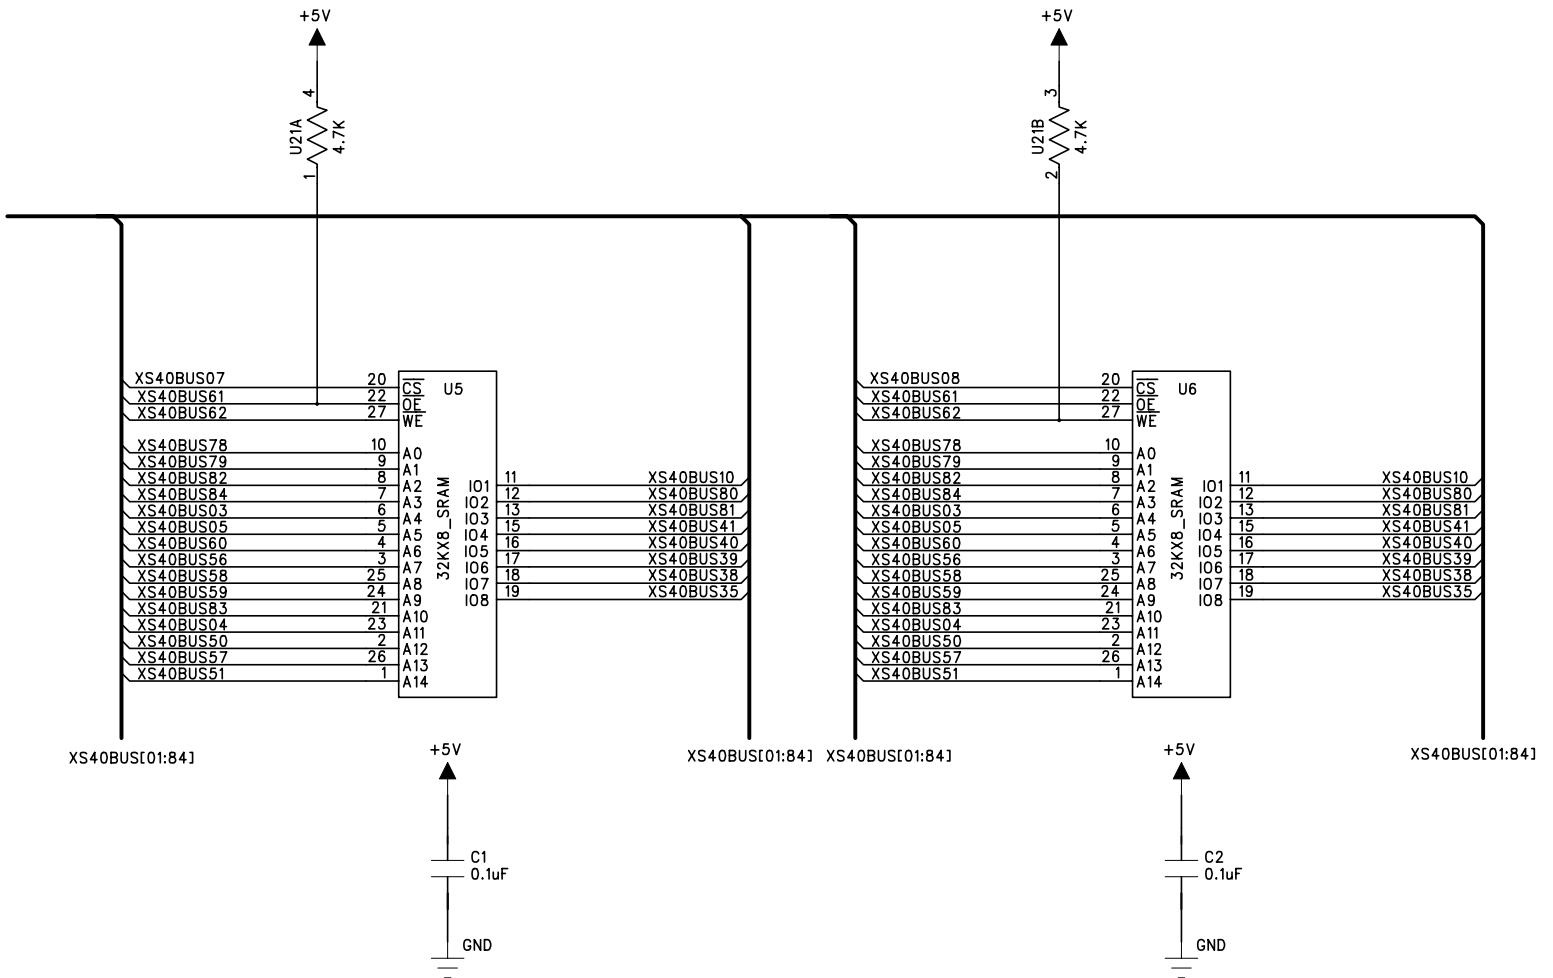 +5V
4
U21A
4.7K
1
+5V
3
U21B
4.7K
2
XS40BUS07 20 CS U5
XS40BUS61 22 OE
XS40BUS62 27 WE
XS40BUS78 10 A0
XS40BUS79 9 A1
XS40BUS82 8 A2
XS40BUS84 7 A3
XS40BUS03 6 A4
XS40BUS05 5 A5
XS40BUS60 4 A6
XS40BUS56 3 A7
XS40BUS58 25 A8
XS40BUS59 24 A9
XS40BUS83 21 A10
XS40BUS04 23 A11
XS40BUS50 2 A12
XS40BUS57 26 A13
XS40BUS51 1 A14
32KX8_SRAM
IO1 11 XS40BUS10
IO2 12 XS40BUS80
IO3 13 XS40BUS81
IO4 15 XS40BUS41
IO5 16 XS40BUS40
IO6 17 XS40BUS39
IO7 18 XS40BUS38
IO8 19 XS40BUS35
XS40BUS08 20 CS U6
XS40BUS61 22 OE
XS40BUS62 27 WE
XS40BUS78 10 A0
XS40BUS79 9 A1
XS40BUS82 8 A2
XS40BUS84 7 A3
XS40BUS03 6 A4
XS40BUS05 5 A5
XS40BUS60 4 A6
XS40BUS56 3 A7
XS40BUS58 25 A8
XS40BUS59 24 A9
XS40BUS83 21 A10
XS40BUS04 23 A11
XS40BUS50 2 A12
XS40BUS57 26 A13
XS40BUS51 1 A14
32KX8_SRAM
IO1 11 XS40BUS10
IO2 12 XS40BUS80
IO3 13 XS40BUS81
IO4 15 XS40BUS41
IO5 16 XS40BUS40
IO6 17 XS40BUS39
IO7 18 XS40BUS38
IO8 19 XS40BUS35
XS40BUS[01:84]
XS40BUS[01:84]
XS40BUS[01:84]
XS40BUS[01:84]
+5V
C1
0.1uF
GND
+5V
C2
0.1uF
GND